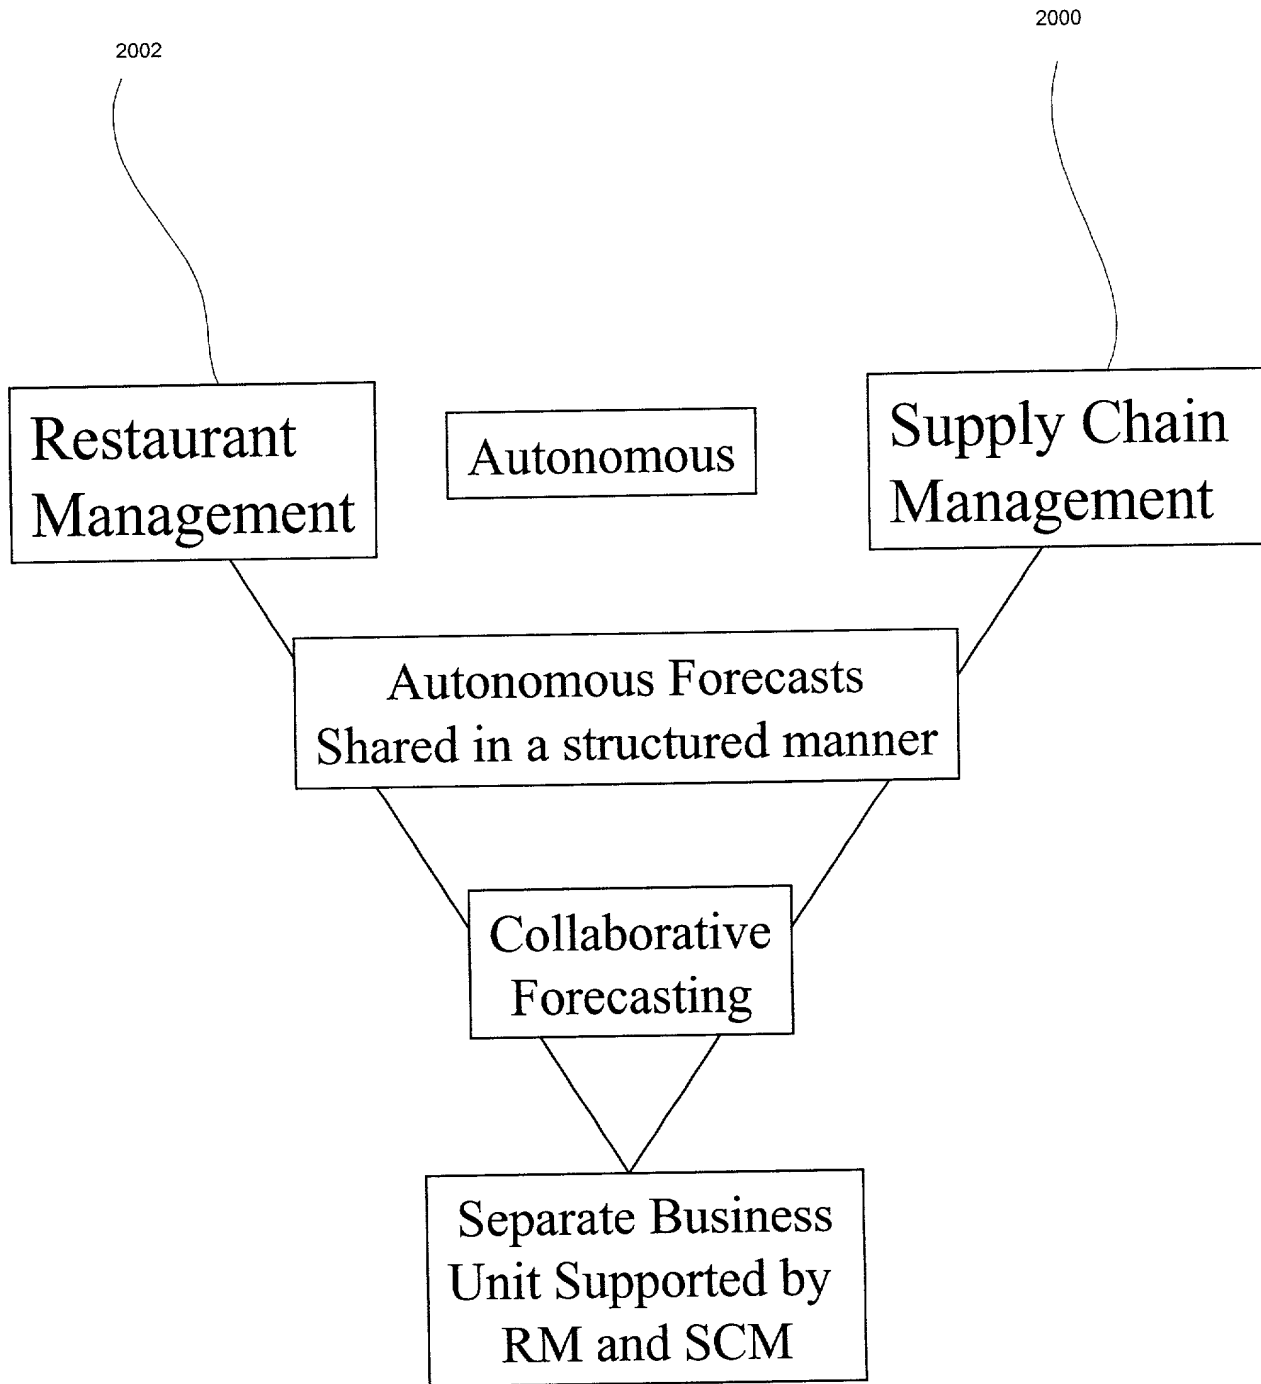 2002
2000
Restaurant
Management
Autonomous
Supply Chain
Management
Autonomous Forecasts
Shared in a structured manner
Collaborative
Forecasting
Separate Business
Unit Supported by
RM and SCM